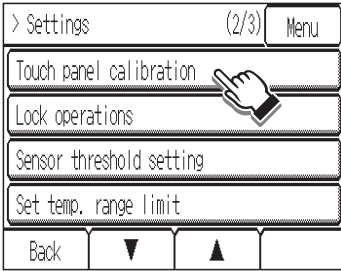 > Settings (2/3) Menu
Touch panel calibration
Lock operations
Sensor threshold setting
Set temp. range limit
Back ▼ ▲